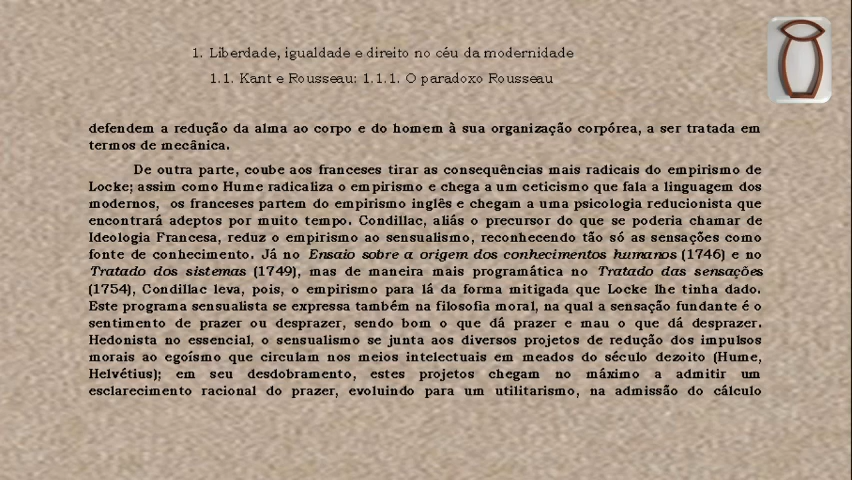 1. Liberdade, igualdade e direito no céu da modernidade
1.1. Kant e Rousseau: 1.1.1. O paradoxo Rousseau
defendem a redução da alma ao corpo e do homem à sua organização corpórea, a ser tratada em
termos de mecânica.
De outra parte, coube aos franceses tirar as consequências mais radicais do empirismo de
Locke; assim como Hume radicaliza o empirismo e chega a um ceticismo que fala a linguagem dos
modernos, os franceses partem do empirismo inglês e chegam a uma psicologia reducionista que
encontrará adeptos por muito tempo. Condillac, aliás o precursor do que se poderia chamar de
Ideologia Francesa, reduz o empirismo ao sensualismo, reconhecendo tão só as sensações como
fonte de conhecimento. Já no Ensaio sobre a origem dos conhecimentos humanos (1746) e no
Tratado dos sistemas (1749), mas de maneira mais programática no Tratado das sensações
(1754), Condillac leva, pois, o empirismo para lá da forma mitigada que Locke lhe tinha dado.
Este programa sensualista se expressa também na filosofia moral, na qual a sensação fundante é o
sentimento de prazer ou desprazer, sendo bom o que dá prazer e mau o que dá desprazer.
Hedonista no essencial, o sensualismo se junta aos diversos projetos de redução dos impulsos
morais ao egoísmo que circulam nos meios intelectuais em meados do século dezoito (Hume,
Helvétius); em seu desdobramento, estes projetos chegam no máximo a admitir um
esclarecimento racional do prazer, evoluindo para um utilitarismo, na admissão do cálculo